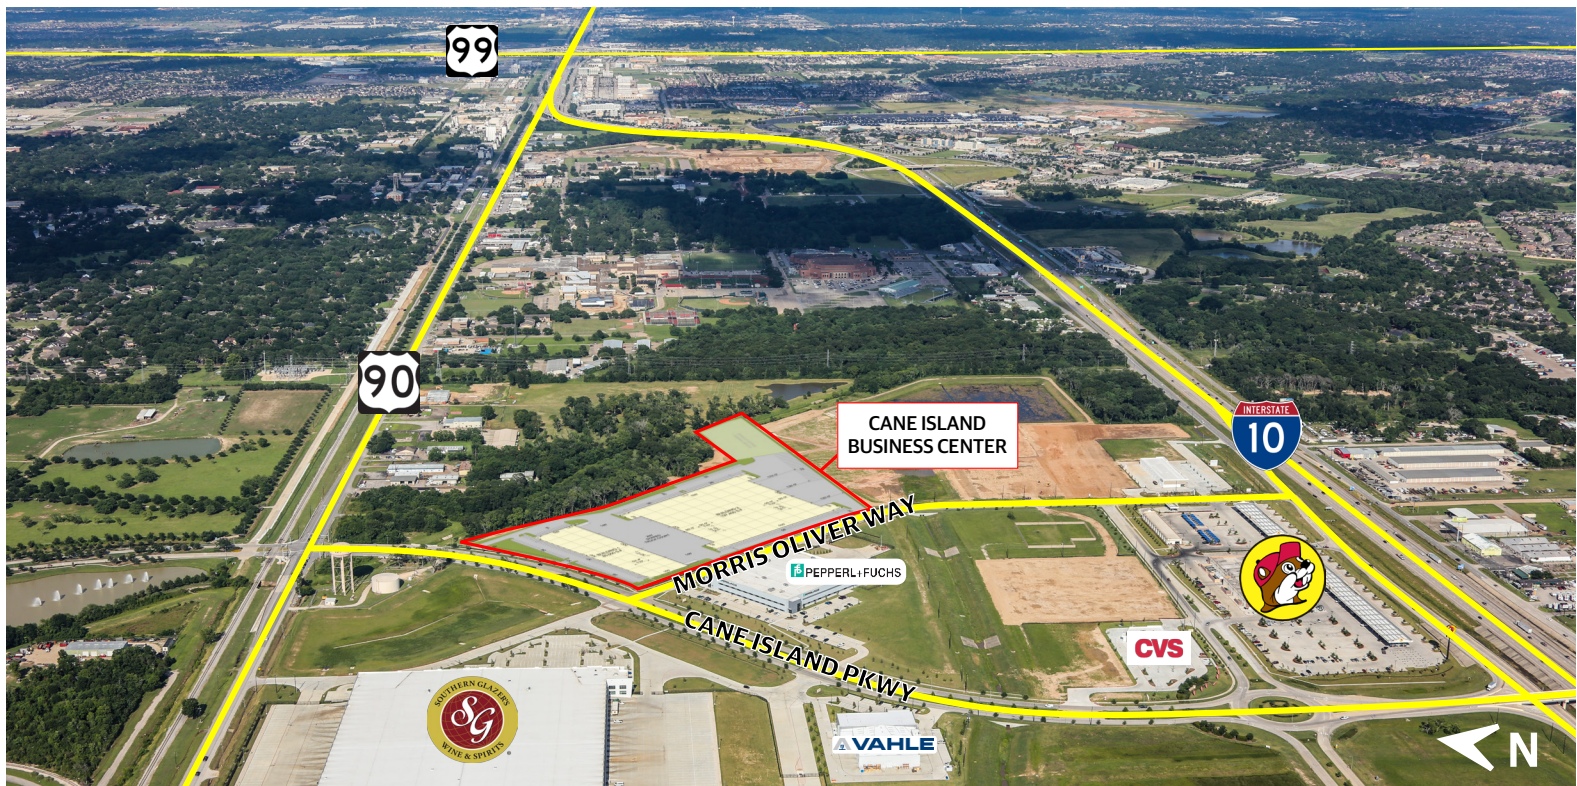 99
90
CANE ISLAND
BUSINESS CENTER
INTERSTATE
10
MORRIS OLIVER WAY
PEPPERL+FUCHS
CANE ISLAND PKWY
CVS
SOUTHERN GLAZER'S
SG
WINE & SPIRITS
VAHLE
N